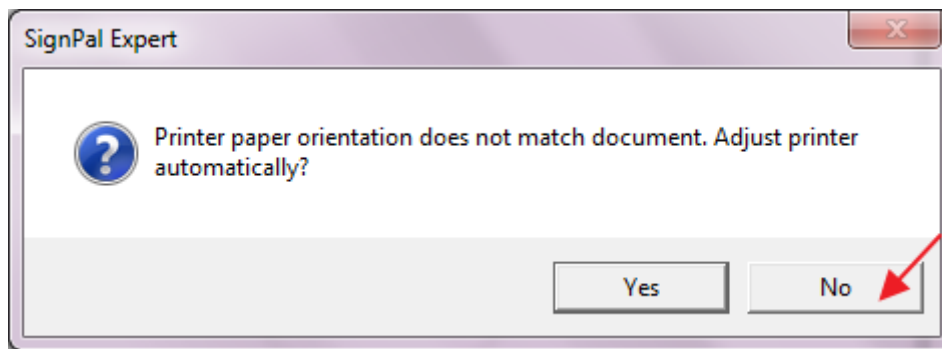 SignPal Expert
Printer paper orientation does not match document. Adjust printer
automatically?
Yes
No